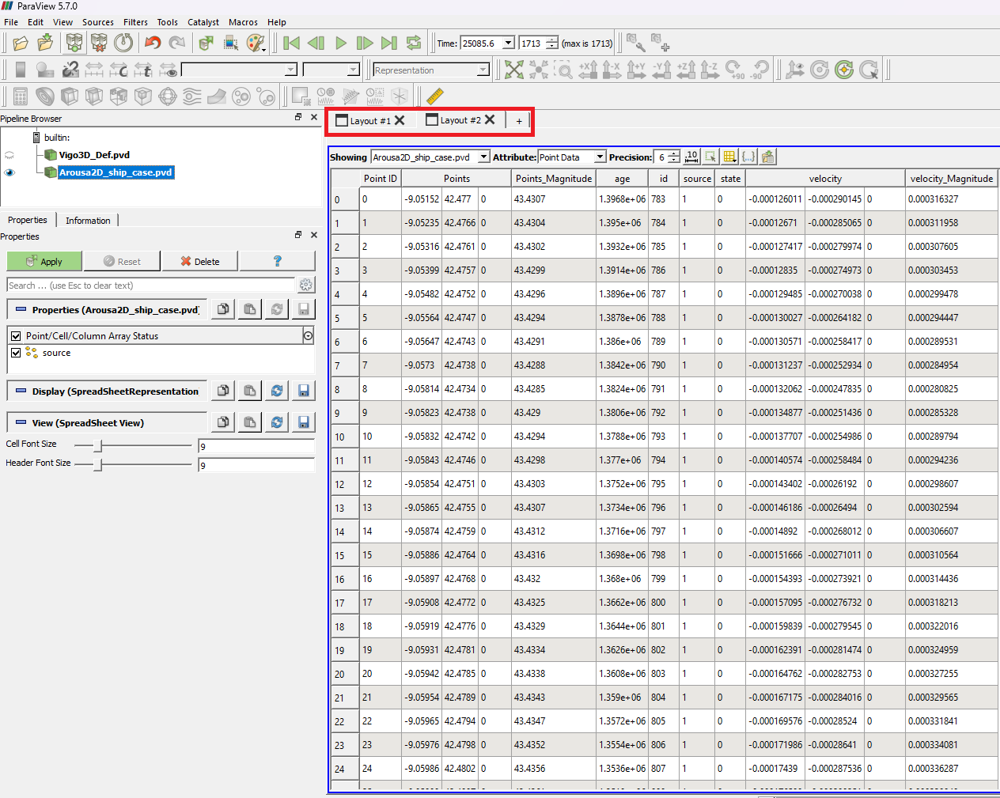 ParaView 5.7.0
File Edit View Sources Filters Tools Catalyst Macros Help
Time: 25085.6 1713 (max is 1713)
Representation
+X -X +Y -Y +Z -Z +90 -90
Pipeline Browser
builtin:
Vigo3D_Def.pvd
Arousa2D_ship_case.pvd
Properties Information
Properties
Apply Reset Delete ?
Search ... (use Esc to clear text)
Properties (Arousa2D_ship_case.pvd)
Point/Cell/Column Array Status
source
Display (SpreadSheetRepresentation
View (SpreadSheet View)
Cell Font Size 9
Header Font Size 9
Layout #1 Layout #2 +
Showing Arousa2D_ship_case.pvd Attribute: Point Data Precision: 6 .10 {...}
Point ID Points Points_Magnitude age id source state velocity velocity_Magnitude
0 0 -9.05152 42.477 0 43.4307 1.3968e+06 783 1 0 -0.000126011 -0.000290145 0 0.000316327
1 1 -9.05235 42.4766 0 43.4304 1.395e+06 784 1 0 -0.00012671 -0.000285065 0 0.000311958
2 2 -9.05316 42.4761 0 43.4302 1.3932e+06 785 1 0 -0.000127417 -0.000279974 0 0.000307605
3 3 -9.05399 42.4757 0 43.4299 1.3914e+06 786 1 0 -0.00012835 -0.000274973 0 0.000303453
4 4 -9.05482 42.4752 0 43.4296 1.3896e+06 787 1 0 -0.000129485 -0.000270038 0 0.000299478
5 5 -9.05564 42.4747 0 43.4294 1.3878e+06 788 1 0 -0.000130027 -0.000264182 0 0.000294447
6 6 -9.05647 42.4743 0 43.4291 1.386e+06 789 1 0 -0.000130571 -0.000258417 0 0.000289531
7 7 -9.0573 42.4738 0 43.4288 1.3842e+06 790 1 0 -0.000131237 -0.000252934 0 0.000284954
8 8 -9.05814 42.4734 0 43.4285 1.3824e+06 791 1 0 -0.000132062 -0.000247835 0 0.000280825
9 9 -9.05823 42.4738 0 43.429 1.3806e+06 792 1 0 -0.000134877 -0.000251436 0 0.000285328
10 10 -9.05832 42.4742 0 43.4294 1.3788e+06 793 1 0 -0.000137707 -0.000254986 0 0.000289794
11 11 -9.05843 42.4746 0 43.4298 1.377e+06 794 1 0 -0.000140574 -0.000258484 0 0.000294236
12 12 -9.05854 42.4751 0 43.4303 1.3752e+06 795 1 0 -0.000143402 -0.00026192 0 0.000298607
13 13 -9.05865 42.4755 0 43.4307 1.3734e+06 796 1 0 -0.000146186 -0.00026494 0 0.000302594
14 14 -9.05874 42.4759 0 43.4312 1.3716e+06 797 1 0 -0.00014892 -0.000268012 0 0.000306607
15 15 -9.05886 42.4764 0 43.4316 1.3698e+06 798 1 0 -0.000151666 -0.000271011 0 0.000310564
16 16 -9.05897 42.4768 0 43.432 1.368e+06 799 1 0 -0.000154393 -0.000273921 0 0.000314436
17 17 -9.05908 42.4772 0 43.4325 1.3662e+06 800 1 0 -0.000157095 -0.000276732 0 0.000318213
18 18 -9.05919 42.4776 0 43.4329 1.3644e+06 801 1 0 -0.000159839 -0.000279545 0 0.000322016
19 19 -9.05931 42.4781 0 43.4334 1.3626e+06 802 1 0 -0.000162391 -0.000281474 0 0.000324959
20 20 -9.05942 42.4785 0 43.4338 1.3608e+06 803 1 0 -0.000164762 -0.000282753 0 0.000327255
21 21 -9.05954 42.4789 0 43.4343 1.359e+06 804 1 0 -0.000167175 -0.000284016 0 0.000329565
22 22 -9.05965 42.4794 0 43.4347 1.3572e+06 805 1 0 -0.000169576 -0.00028524 0 0.000331841
23 23 -9.05976 42.4798 0 43.4352 1.3554e+06 806 1 0 -0.000171986 -0.00028641 0 0.000334081
24 24 -9.05986 42.4802 0 43.4356 1.3536e+06 807 1 0 -0.00017439 -0.000287536 0 0.000336287